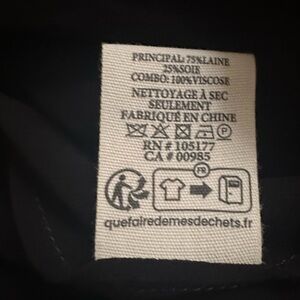 PRINCIPAL: 75%LAINE
25%SOIE
COMBO: 100%VISCOSE
NETTOYAGE À SEC
SEULEMENT
FABRIQUÉ EN CHINE
RN # 105177
CA # 00985
FR
quefairedemesdechets.fr